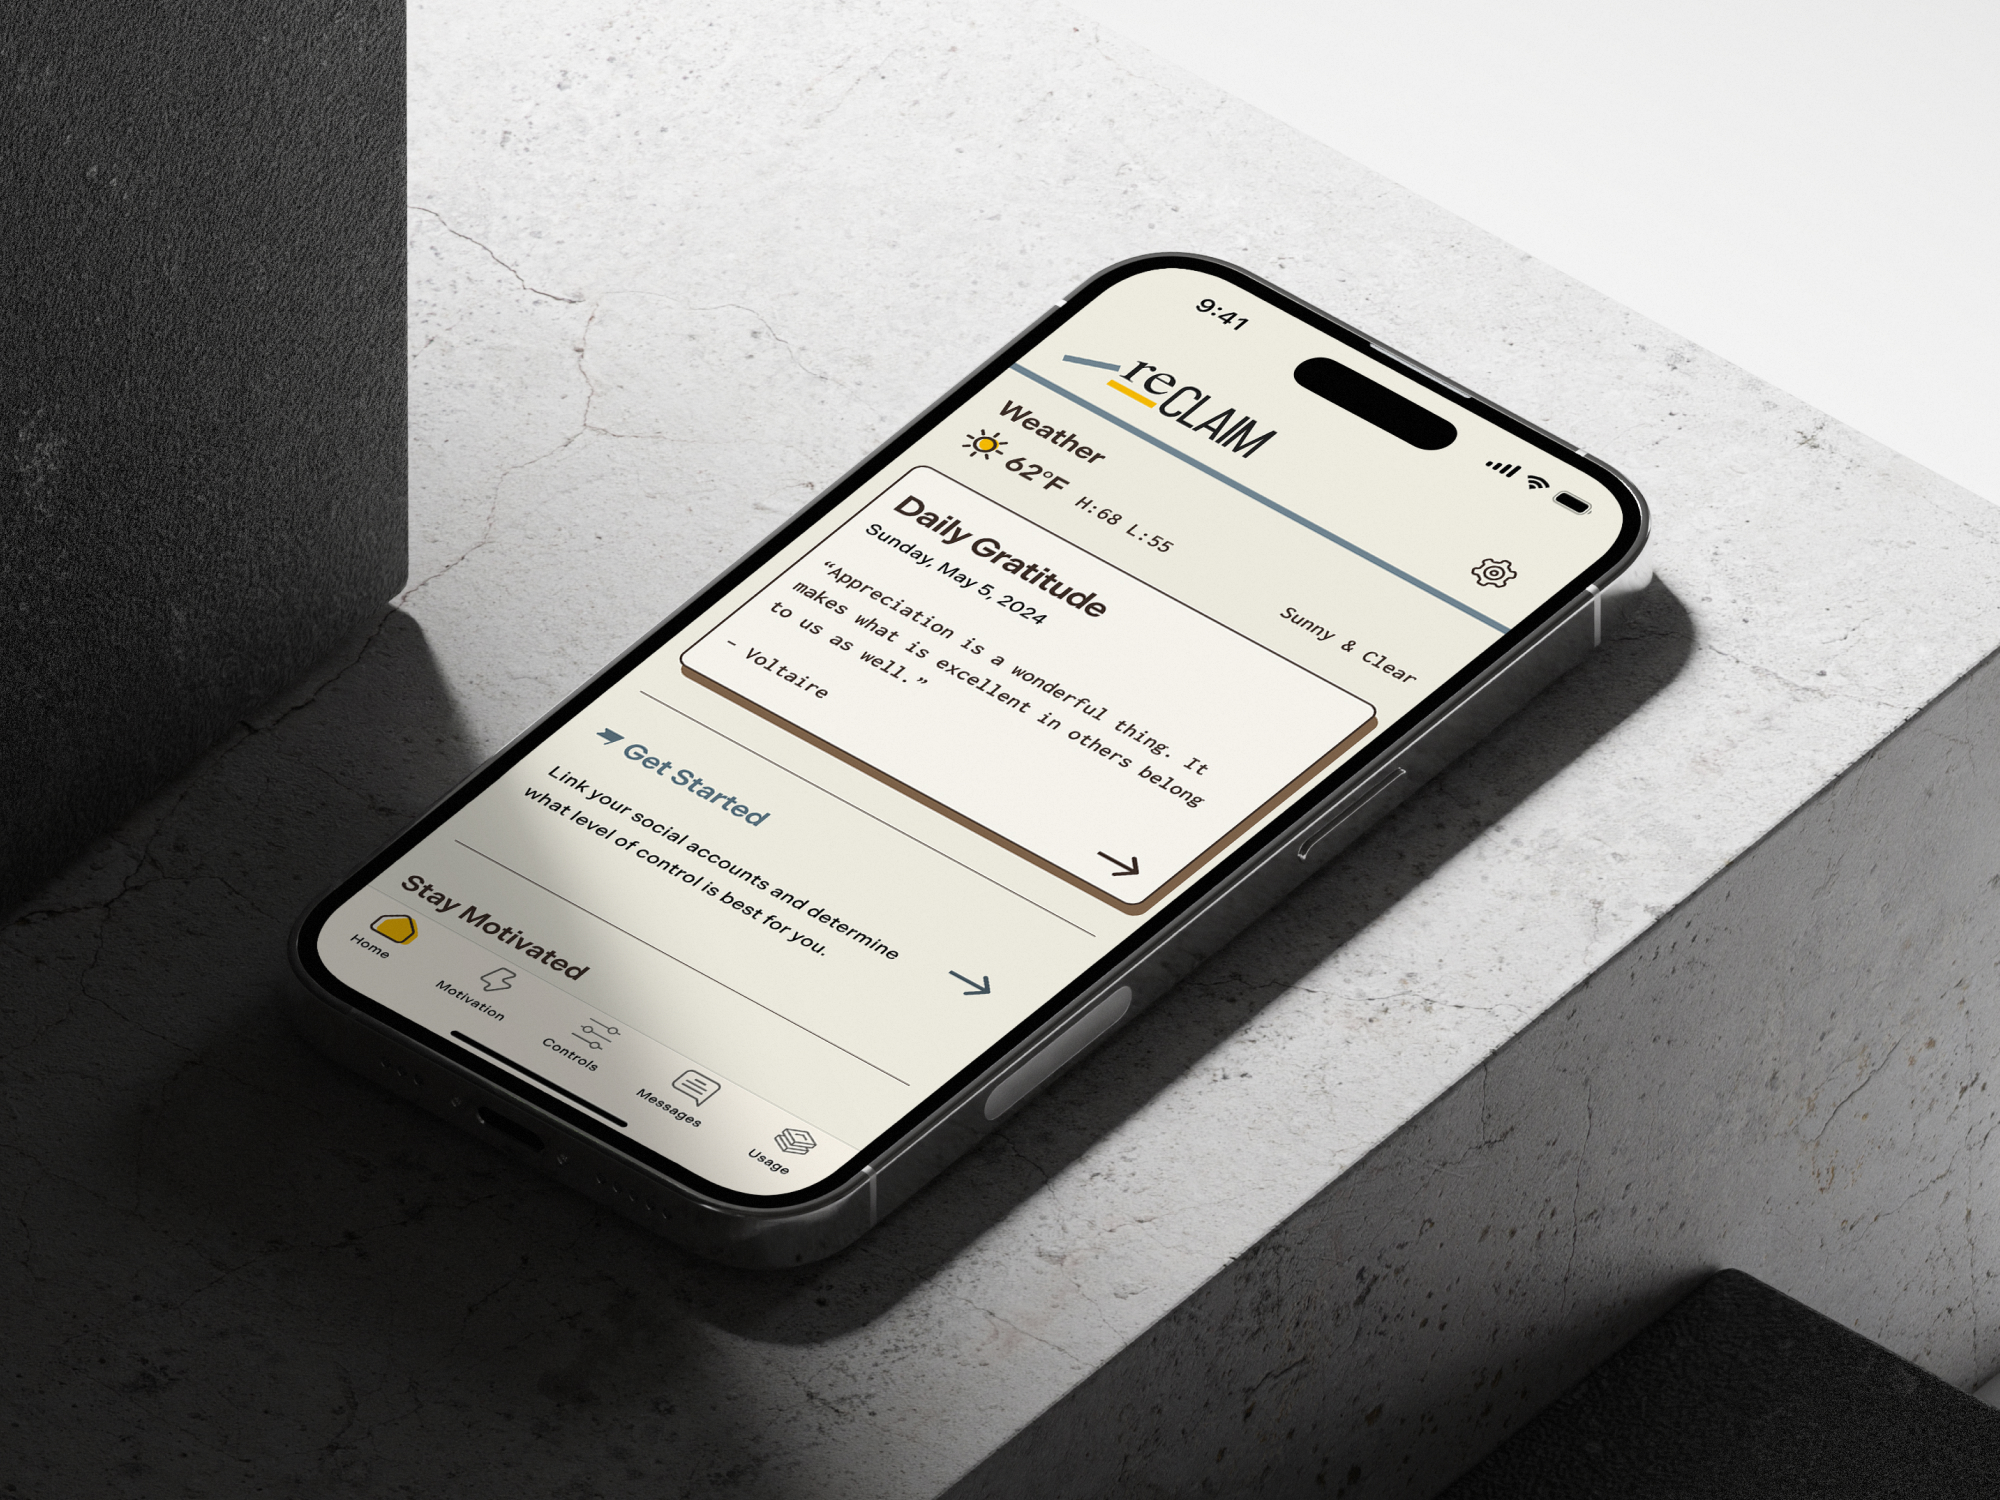 9:41
reCLAIM
Weather
62°F H:68 L:55
Sunny & Clear
Daily Gratitude
Sunday, May 5, 2024
“Appreciation is a wonderful thing. It
makes what is excellent in others belong
to us as well.”
– Voltaire
Get Started
Link your social accounts and determine
what level of control is best for you.
Stay Motivated
Home
Motivation
Controls
Messages
Usage